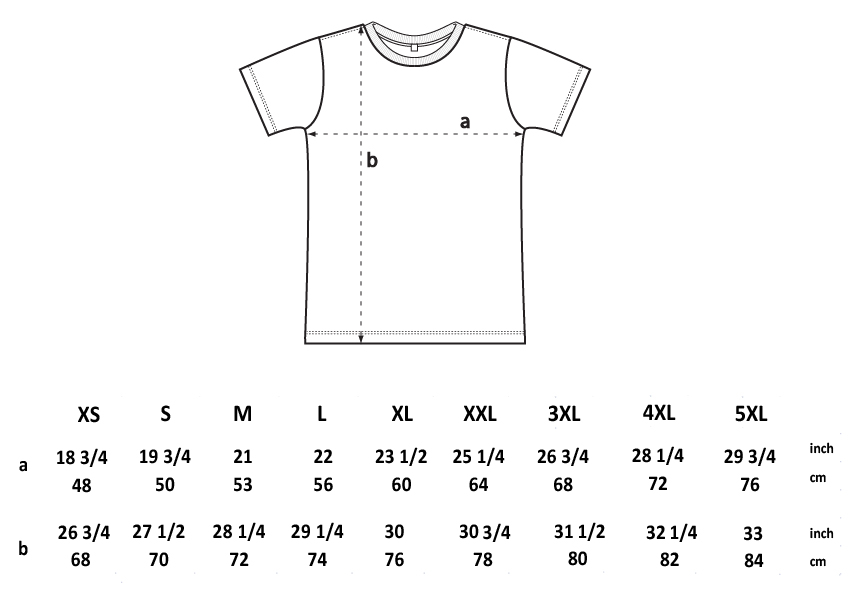 a
b
XS S M L XL XXL 3XL 4XL 5XL
a 18 3/4 19 3/4 21 22 23 1/2 25 1/4 26 3/4 28 1/4 29 3/4 inch
48 50 53 56 60 64 68 72 76 cm
b 26 3/4 27 1/2 28 1/4 29 1/4 30 30 3/4 31 1/2 32 1/4 33 inch
68 70 72 74 76 78 80 82 84 cm